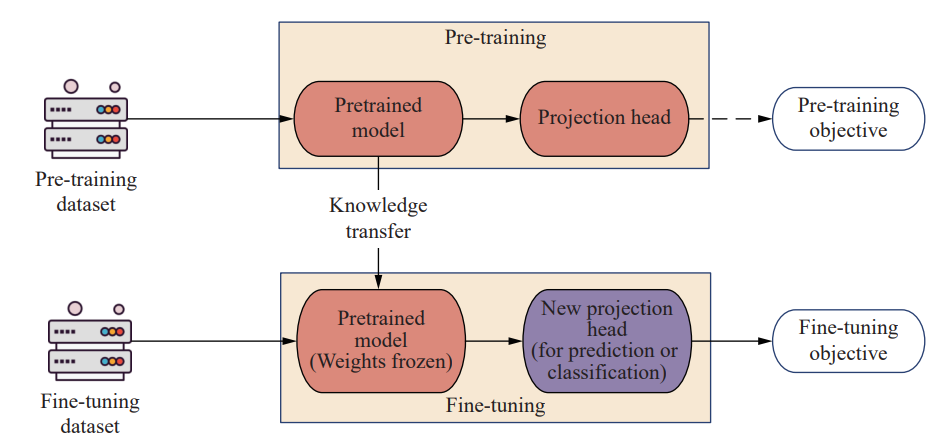 Pre-training
Pretrained
model
Projection head
Pre-training
objective
Pre-training
dataset
Knowledge
transfer
Pretrained
model
(Weights frozen)
New projection
head
(for prediction or
classification)
Fine-tuning
objective
Fine-tuning
Fine-tuning
dataset